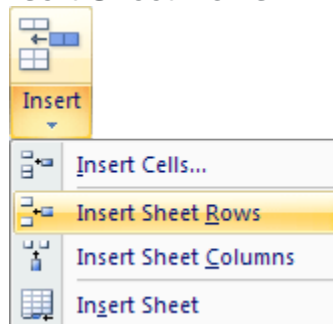 Insert
Insert Cells...
Insert Sheet Rows
Insert Sheet Columns
Insert Sheet